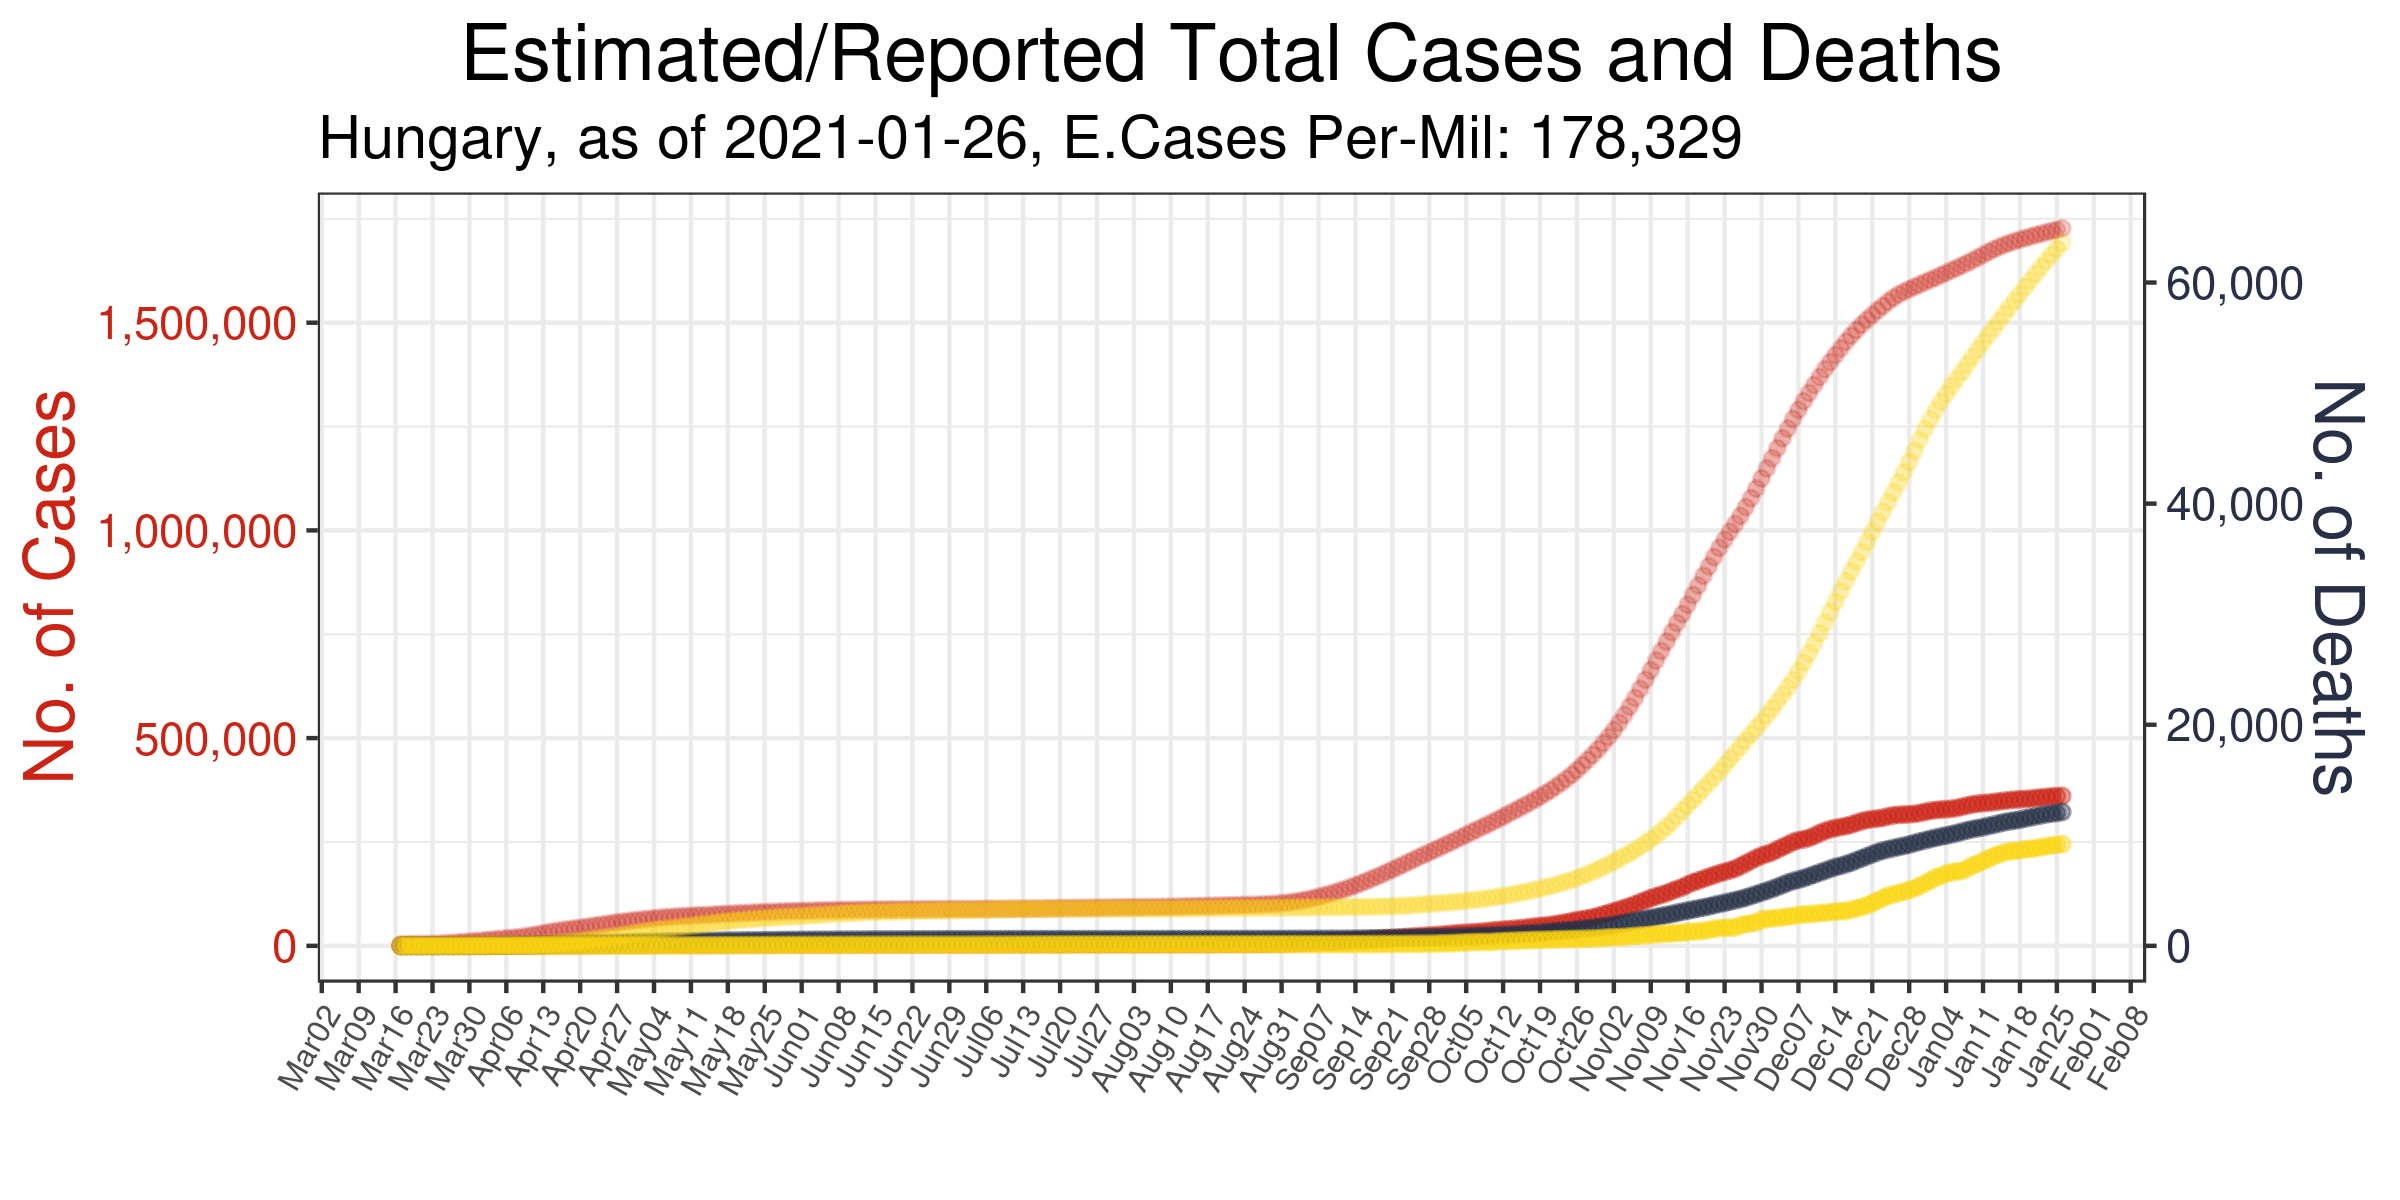 Estimated/Reported Total Cases and Deaths
Hungary, as of 2021-01-26, E.Cases Per-Mil: 178,329
No. of Cases
1,500,000
1,000,000
500,000
0
60,000
40,000
20,000
0
No. of Deaths
Mar02
Mar09
Mar16
Mar23
Mar30
Apr06
Apr13
Apr20
Apr27
May04
May11
May18
May25
Jun01
Jun08
Jun15
Jun22
Jun29
Jul06
Jul13
Jul20
Jul27
Aug03
Aug10
Aug17
Aug24
Aug31
Sep07
Sep14
Sep21
Sep28
Oct05
Oct12
Oct19
Oct26
Nov02
Nov09
Nov16
Nov23
Nov30
Dec07
Dec14
Dec21
Dec28
Jan04
Jan11
Jan18
Jan25
Feb01
Feb08